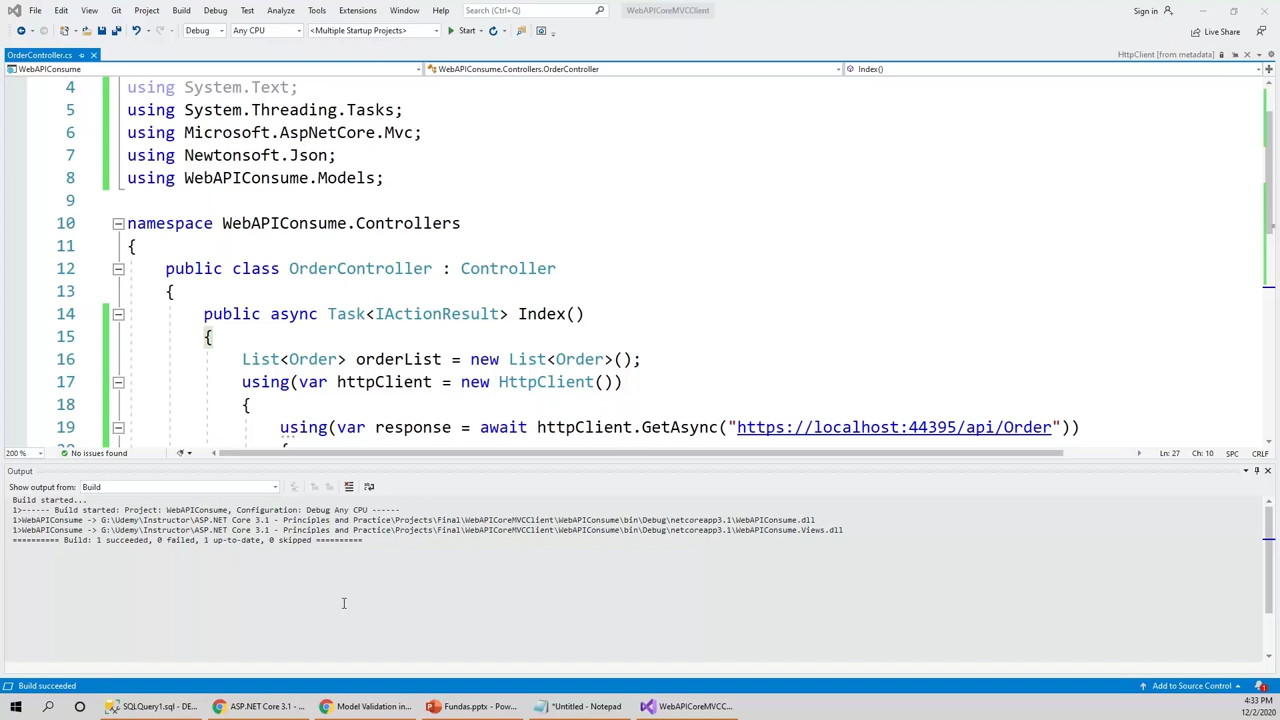 File Edit View Git Project Build Debug Test Analyze Tools Extensions Window Help Search (Ctrl+Q) WebAPICoreMVCClient Sign in
Debug Any CPU <Multiple Startup Projects> Start Live Share
OrderController.cs HttpClient [from metadata]
WebAPIConsume WebAPIConsume.Controllers.OrderController Index()
4 using System.Text;
5 using System.Threading.Tasks;
6 using Microsoft.AspNetCore.Mvc;
7 using Newtonsoft.Json;
8 using WebAPIConsume.Models;
9
10 namespace WebAPIConsume.Controllers
11 {
12 public class OrderController : Controller
13 {
14 public async Task<IActionResult> Index()
15 {
16 List<Order> orderList = new List<Order>();
17 using(var httpClient = new HttpClient())
18 {
19 using(var response = await httpClient.GetAsync("https://localhost:44395/api/Order"))
200 % No issues found Ln: 27 Ch: 10 SPC CRLF
Output
Show output from: Build
Build started...
1>------ Build started: Project: WebAPIConsume, Configuration: Debug Any CPU ------
1>WebAPIConsume -> G:\Udemy\Instructor\ASP.NET Core 3.1 - Principles and Practice\Projects\Final\WebAPICoreMVCClient\WebAPIConsume\bin\Debug\netcoreapp3.1\WebAPIConsume.dll
1>WebAPIConsume -> G:\Udemy\Instructor\ASP.NET Core 3.1 - Principles and Practice\Projects\Final\WebAPICoreMVCClient\WebAPIConsume\bin\Debug\netcoreapp3.1\WebAPIConsume.Views.dll
========== Build: 1 succeeded, 0 failed, 1 up-to-date, 0 skipped ==========
Build succeeded Add to Source Control 1
SQLQuery1.sql - DE... ASP.NET Core 3.1 -... Model Validation in... Fundas.pptx - Pow... *Untitled - Notepad WebAPICoreMVCC... 4:33 PM
12/2/2020